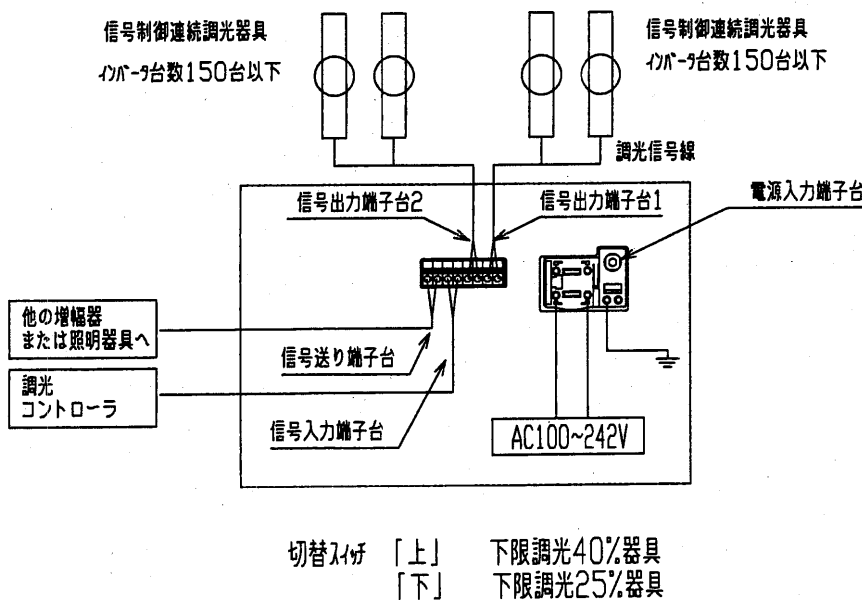 信号制御連続調光器具
インバータ台数150台以下
信号制御連続調光器具
インバータ台数150台以下
調光信号線
信号出力端子台2
信号出力端子台1
電源入力端子台
他の増幅器
または照明器具へ
信号送り端子台
調光
コントローラ
信号入力端子台
AC100~242V
切替スイッチ 「上」 下限調光40%器具
「下」 下限調光25%器具